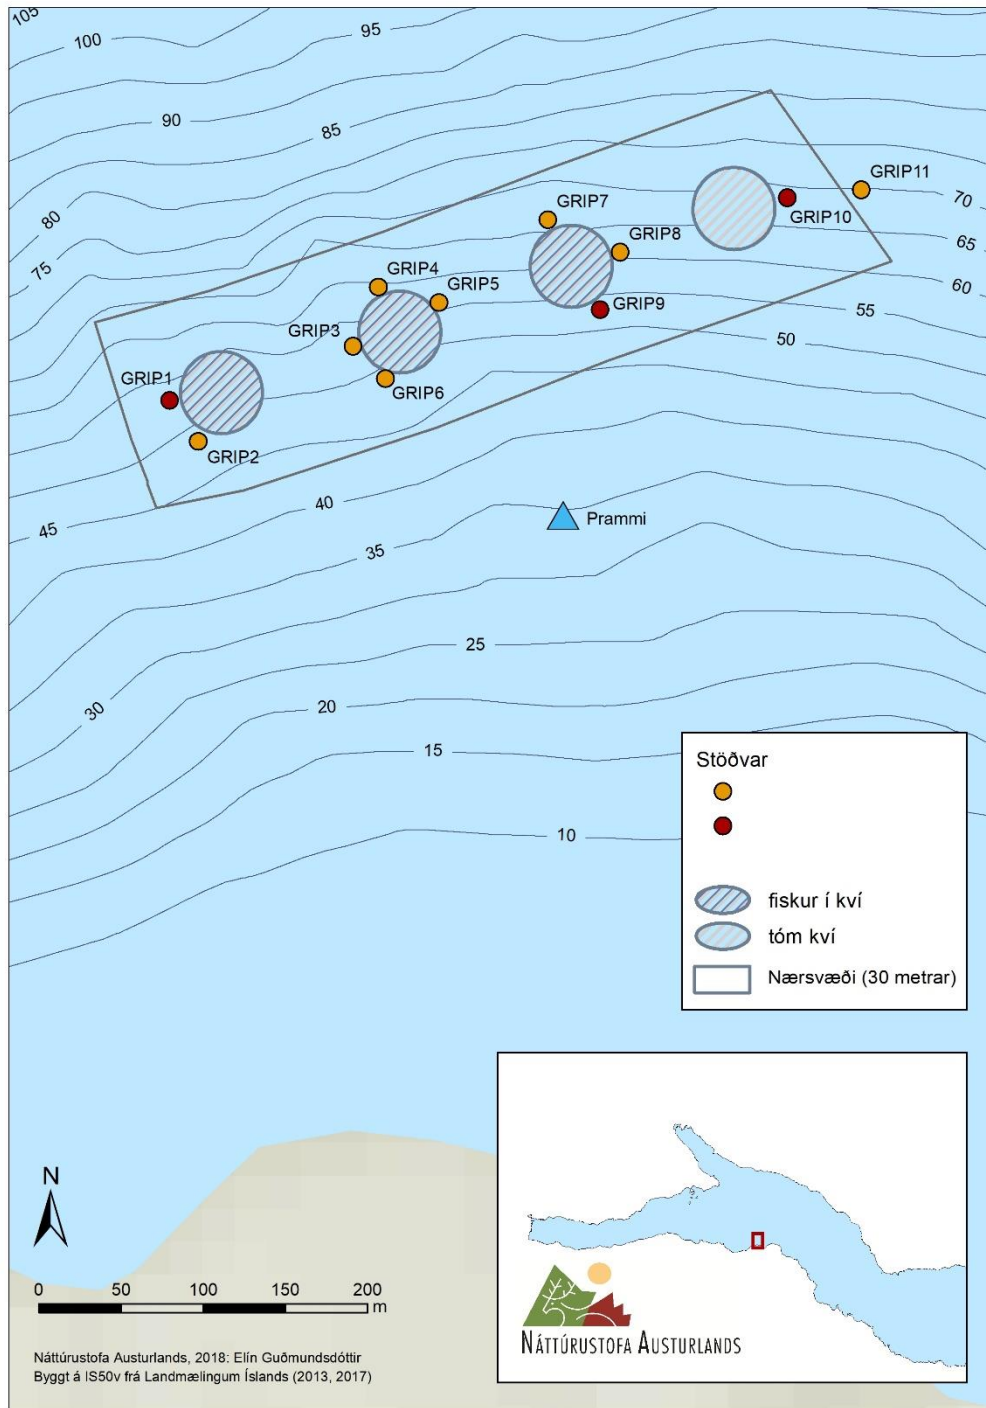 105
100
95
90
85
80
75
GRIP11
70
GRIP10
GRIP7
GRIP8
65
GRIP4
GRIP5
60
GRIP9
55
GRIP3
50
GRIP1
GRIP6
GRIP2
40
45
Prammi
35
25
30
20
15
10
Stöðvar
fiskur í kví
tóm kví
Nærsvæði (30 metrar)
N
0 50 100 150 200
m
Náttúrustofa Austurlands
Náttúrustofa Austurlands, 2018: Elín Guðmundsdóttir
Byggt á IS50v frá Landmælingum Íslands (2013, 2017)